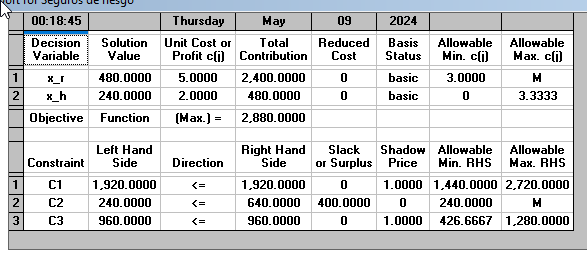 ort for Seguros de riesgo
00:18:45 Thursday May 09 2024
Decision Variable Solution Value Unit Cost or Profit c(j) Total Contribution Reduced Cost Basis Status Allowable Min. c(j) Allowable Max. c(j)
1 x_r 480.0000 5.0000 2,400.0000 0 basic 3.0000 M
2 x_h 240.0000 2.0000 480.0000 0 basic 0 3.3333
Objective Function (Max.) = 2,880.0000
Constraint Left Hand Side Direction Right Hand Side Slack or Surplus Shadow Price Allowable Min. RHS Allowable Max. RHS
1 C1 1,920.0000 <= 1,920.0000 0 1.0000 1,440.0000 2,720.0000
2 C2 240.0000 <= 640.0000 400.0000 0 240.0000 M
3 C3 960.0000 <= 960.0000 0 1.0000 426.6667 1,280.0000